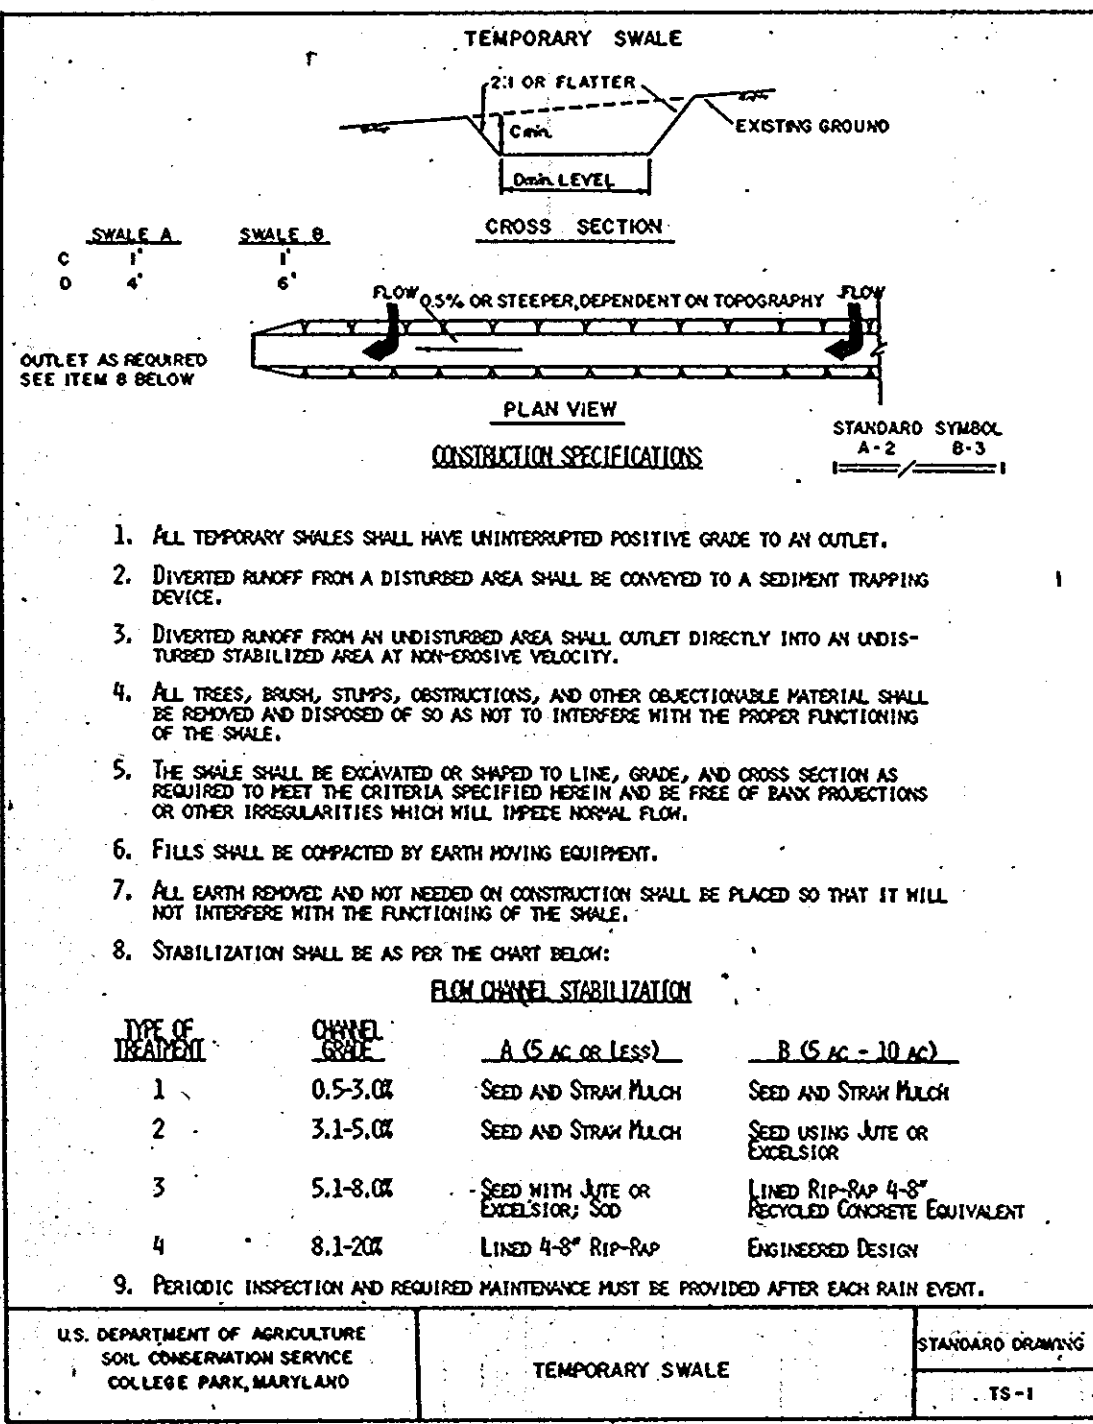 TEMPORARY SWALE
2:1 OR FLATTER
C min.
EXISTING GROUND
D min. LEVEL
CROSS SECTION
SWALE A SWALE B
C 1' 1'
D 4' 6'
FLOW 0.5% OR STEEPER, DEPENDENT ON TOPOGRAPHY FLOW
OUTLET AS REQUIRED
SEE ITEM 8 BELOW
PLAN VIEW
STANDARD SYMBOL
A-2 B-3
CONSTRUCTION SPECIFICATIONS
1. ALL TEMPORARY SWALES SHALL HAVE UNINTERRUPTED POSITIVE GRADE TO AN OUTLET.
2. DIVERTED RUNOFF FROM A DISTURBED AREA SHALL BE CONVEYED TO A SEDIMENT TRAPPING
DEVICE.
3. DIVERTED RUNOFF FROM AN UNDISTURBED AREA SHALL OUTLET DIRECTLY INTO AN UNDIS-
TURBED STABILIZED AREA AT NON-EROSIVE VELOCITY.
4. ALL TREES, BRUSH, STUMPS, OBSTRUCTIONS, AND OTHER OBJECTIONABLE MATERIAL SHALL
BE REMOVED AND DISPOSED OF SO AS NOT TO INTERFERE WITH THE PROPER FUNCTIONING
OF THE SWALE.
5. THE SWALE SHALL BE EXCAVATED OR SHAPED TO LINE, GRADE, AND CROSS SECTION AS
REQUIRED TO MEET THE CRITERIA SPECIFIED HEREIN AND BE FREE OF BANK PROJECTIONS
OR OTHER IRREGULARITIES WHICH WILL IMPEDE NORMAL FLOW.
6. FILLS SHALL BE COMPACTED BY EARTH MOVING EQUIPMENT.
7. ALL EARTH REMOVED AND NOT NEEDED ON CONSTRUCTION SHALL BE PLACED SO THAT IT WILL
NOT INTERFERE WITH THE FUNCTIONING OF THE SWALE.
8. STABILIZATION SHALL BE AS PER THE CHART BELOW:
FLOW CHANNEL STABILIZATION
TYPE OF CHANNEL
TREATMENT GRADE A (5 AC OR LESS) B (5 AC - 10 AC)
1 0.5-3.0% SEED AND STRAW MULCH SEED AND STRAW MULCH
2 3.1-5.0% SEED AND STRAW MULCH SEED USING JUTE OR
EXCELSIOR
3 5.1-8.0% SEED WITH JUTE OR LINED RIP-RAP 4-8"
EXCELSIOR; SOD RECYCLED CONCRETE EQUIVALENT
4 8.1-20% LINED 4-8" RIP-RAP ENGINEERED DESIGN
9. PERIODIC INSPECTION AND REQUIRED MAINTENANCE MUST BE PROVIDED AFTER EACH RAIN EVENT.
U.S. DEPARTMENT OF AGRICULTURE
SOIL CONSERVATION SERVICE
COLLEGE PARK, MARYLAND
TEMPORARY SWALE
STANDARD DRAWING
TS-1